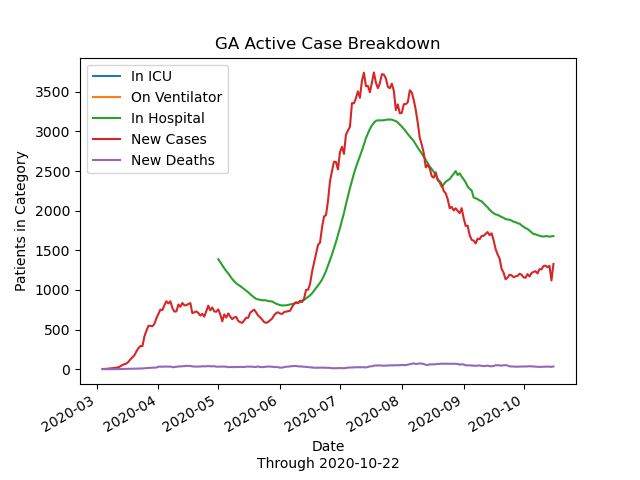 GA Active Case Breakdown
In ICU
On Ventilator
In Hospital
New Cases
New Deaths
Patients in Category
3500
3000
2500
2000
1500
1000
500
0
2020-03
2020-04
2020-05
2020-06
2020-07
2020-08
2020-09
2020-10
Date
Through 2020-10-22